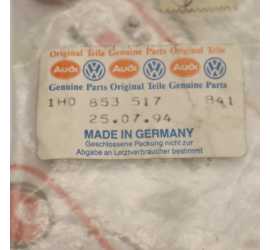 Original Teile Genuine Parts Original Teile
Audi Audi Audi
Genuine Parts Original Teile Genuine Parts
1H0 853 517 841
25.07.94
MADE IN GERMANY
Geschlossene Packung nicht zur
Abgabe an Letztverbraucher bestimmt